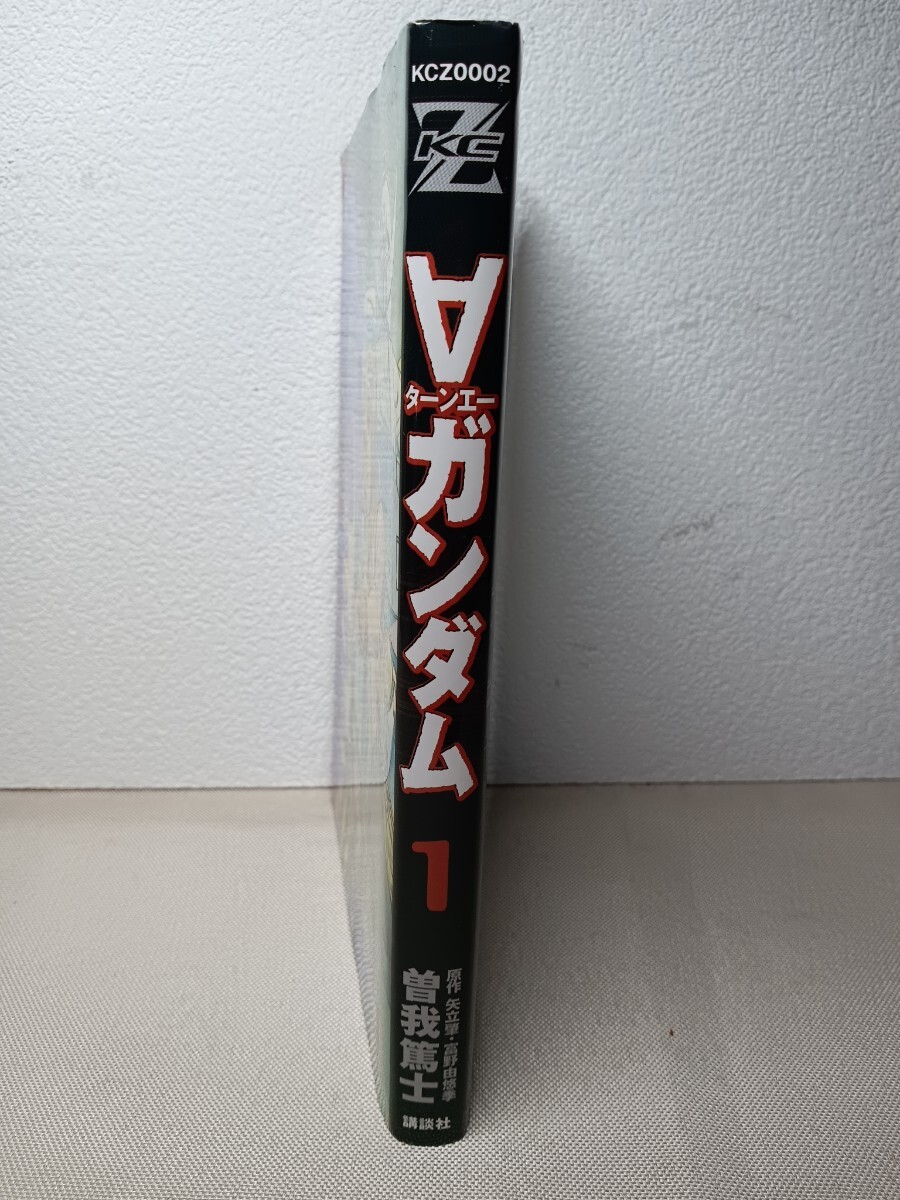 KCZ0002
KC
∀
ターンエー
ガンダム
1
原作 矢立肇・富野由悠季
曽我篤士
講談社